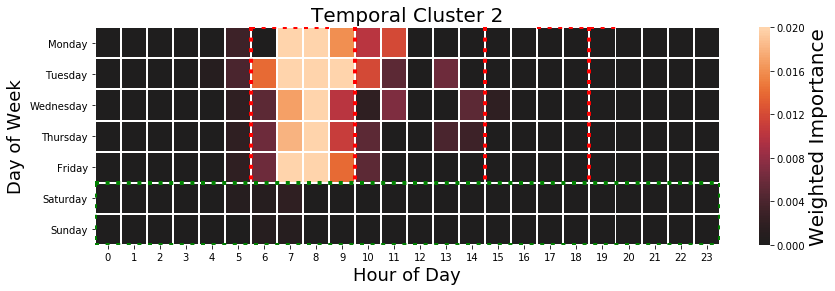 Temporal Cluster 2
Day of Week
Monday
Tuesday
Wednesday
Thursday
Friday
Saturday
Sunday
0 1 2 3 4 5 6 7 8 9 10 11 12 13 14 15 16 17 18 19 20 21 22 23
Hour of Day
0.020
0.016
0.012
0.008
0.004
0.000
Weighted Importance